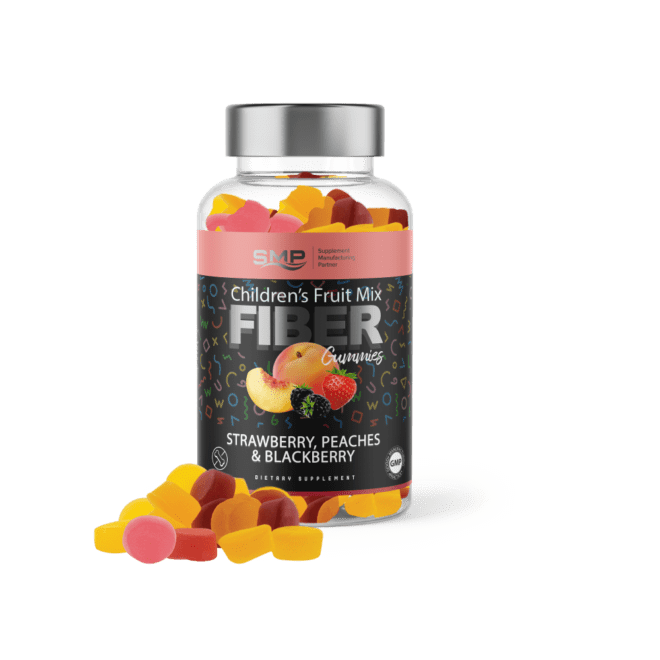 SMP
Supplement
Manufacturing
Partner
Children's Fruit Mix
FIBER
Gummies
STRAWBERRY, PEACHES
& BLACKBERRY
DIETARY SUPPLEMENT
GMP